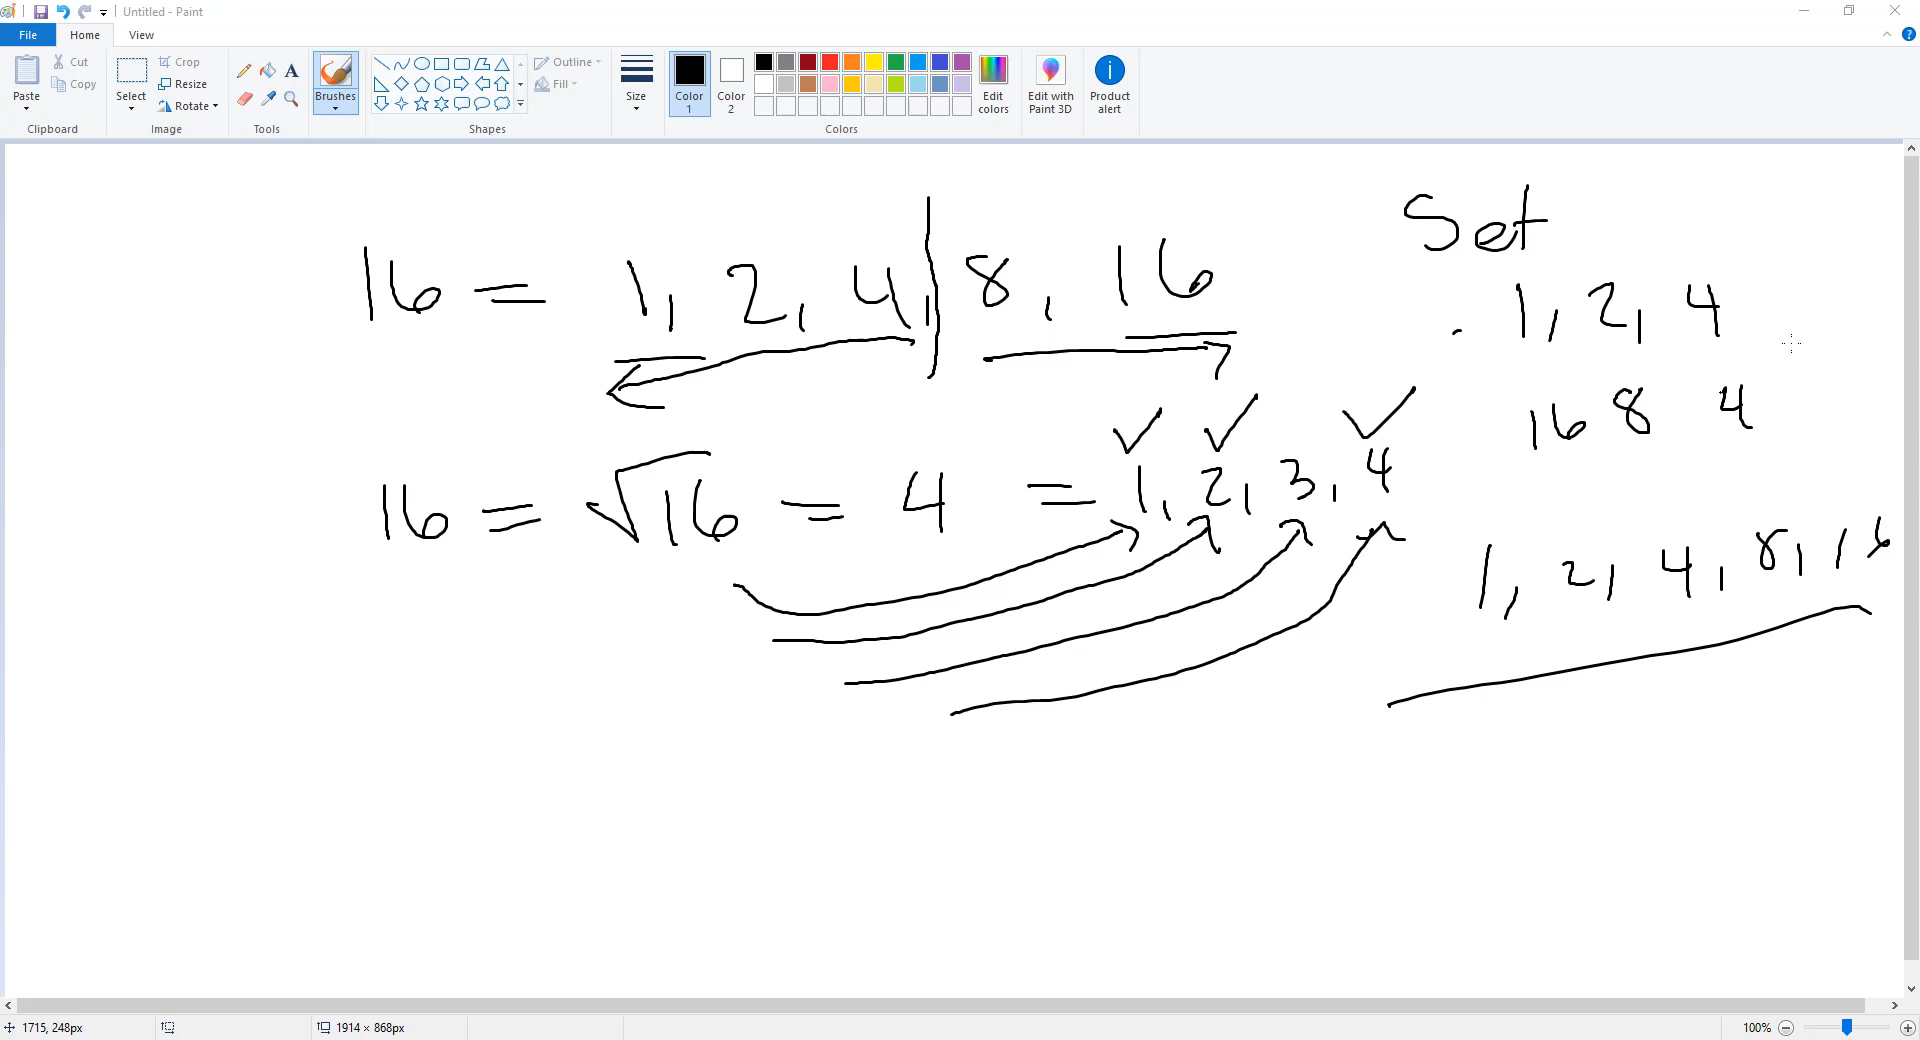 Untitled - Paint
File Home View
Paste Cut Copy Select Crop Resize Rotate Brushes Outline Fill Size Color 1 Color 2 Edit colors Edit with Paint 3D Product alert
Clipboard Image Tools Shapes Colors
Set
16 = 1, 2, 4, 8, 16
1, 2, 4
16 8 4
16 = √16 = 4 = 1, 2, 3, 4
1, 2, 4, 8, 16
1715, 248px 1914 × 868px 100%